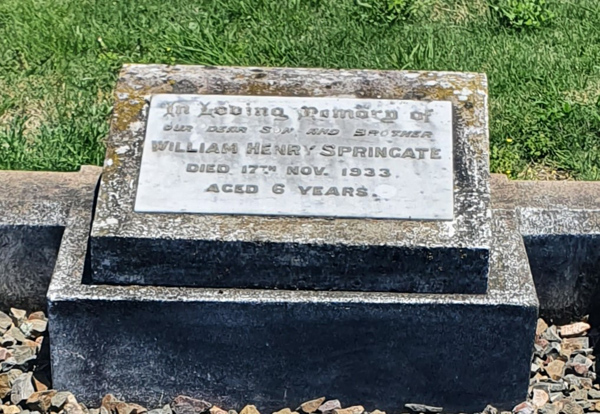 In Loving Memory of
OUR DEAR SON AND BROTHER
WILLIAM HENRY SPRINGATE
DIED 17TH NOV. 1933
AGED 6 YEARS.